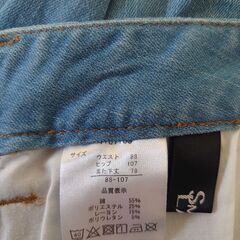 サイズ
ウエスト 88
ヒップ 107
また下丈 78
88-107
品質表示
綿 55%
ポリエステル 25%
レーヨン 15%
ポリウレタン 5%